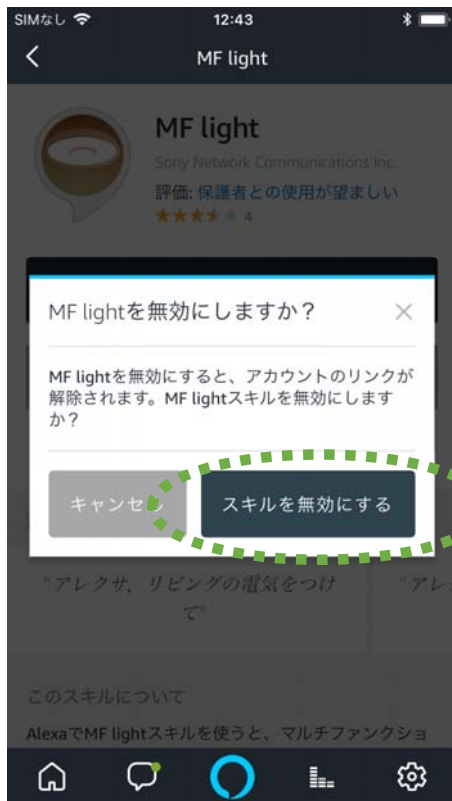 SIMなし 12:43
MF light
MF light
Sony Network Communications Inc.
評価: 保護者との使用が望ましい
4
MF lightを無効にしますか？
MF lightを無効にすると、アカウントのリンクが
解除されます。MF lightスキルを無効にします
か？
キャンセル スキルを無効にする
"アレクサ，リビングの電気をつけ
て"
"アレ
このスキルについて
AlexaでMF lightスキルを使うと、マルチファンクショ